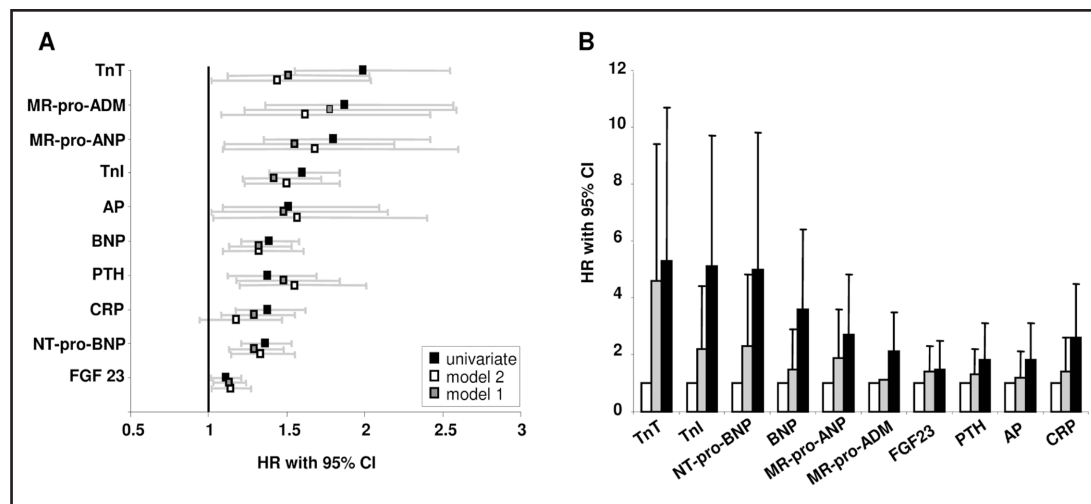 A
TnT
MR-pro-ADM
MR-pro-ANP
TnI
AP
BNP
PTH
CRP
NT-pro-BNP
FGF 23
univariate
model 2
model 1
0.5 1 1.5 2 2.5 3
HR with 95% CI
B
HR with 95% CI
12
10
8
6
4
2
0
TnT TnI NT-pro-BNP BNP MR-pro-ANP MR-pro-ADM FGF23 PTH AP CRP